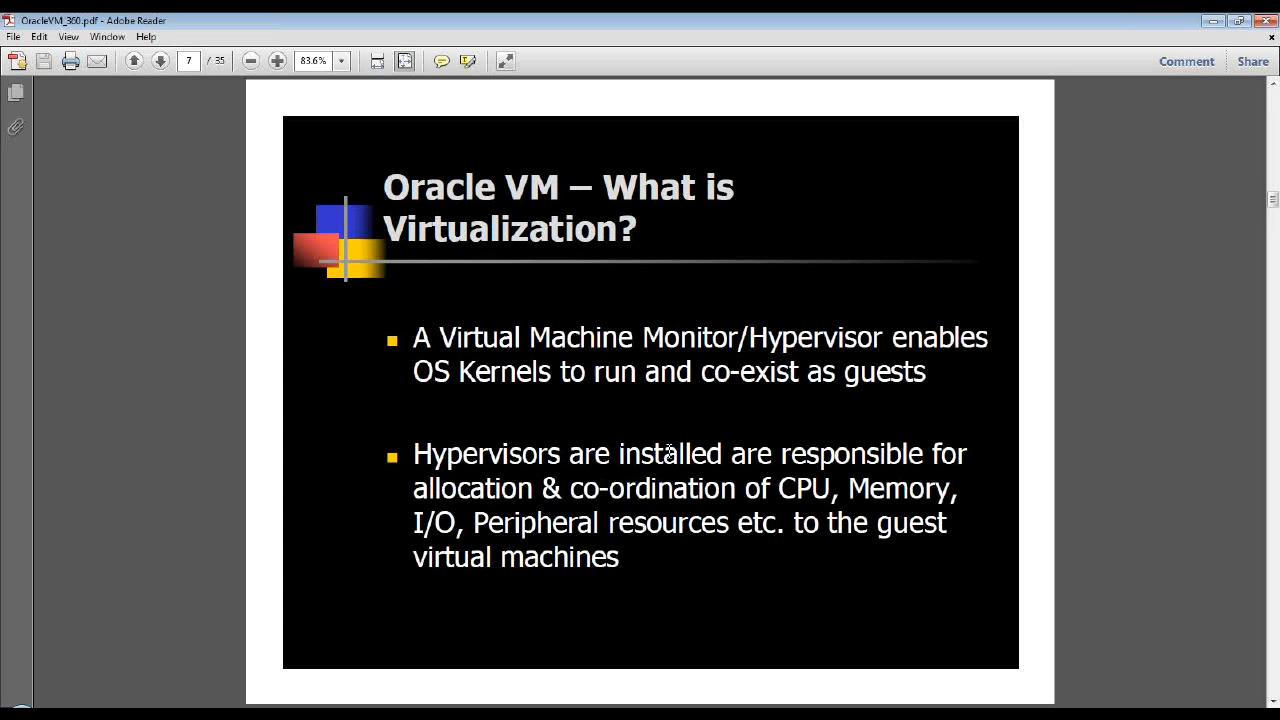 OracleVM_360.pdf - Adobe Reader
File Edit View Window Help
7 / 35 83.6% Comment Share
Oracle VM – What is
Virtualization?
A Virtual Machine Monitor/Hypervisor enables
OS Kernels to run and co-exist as guests
Hypervisors are installed are responsible for
allocation & co-ordination of CPU, Memory,
I/O, Peripheral resources etc. to the guest
virtual machines